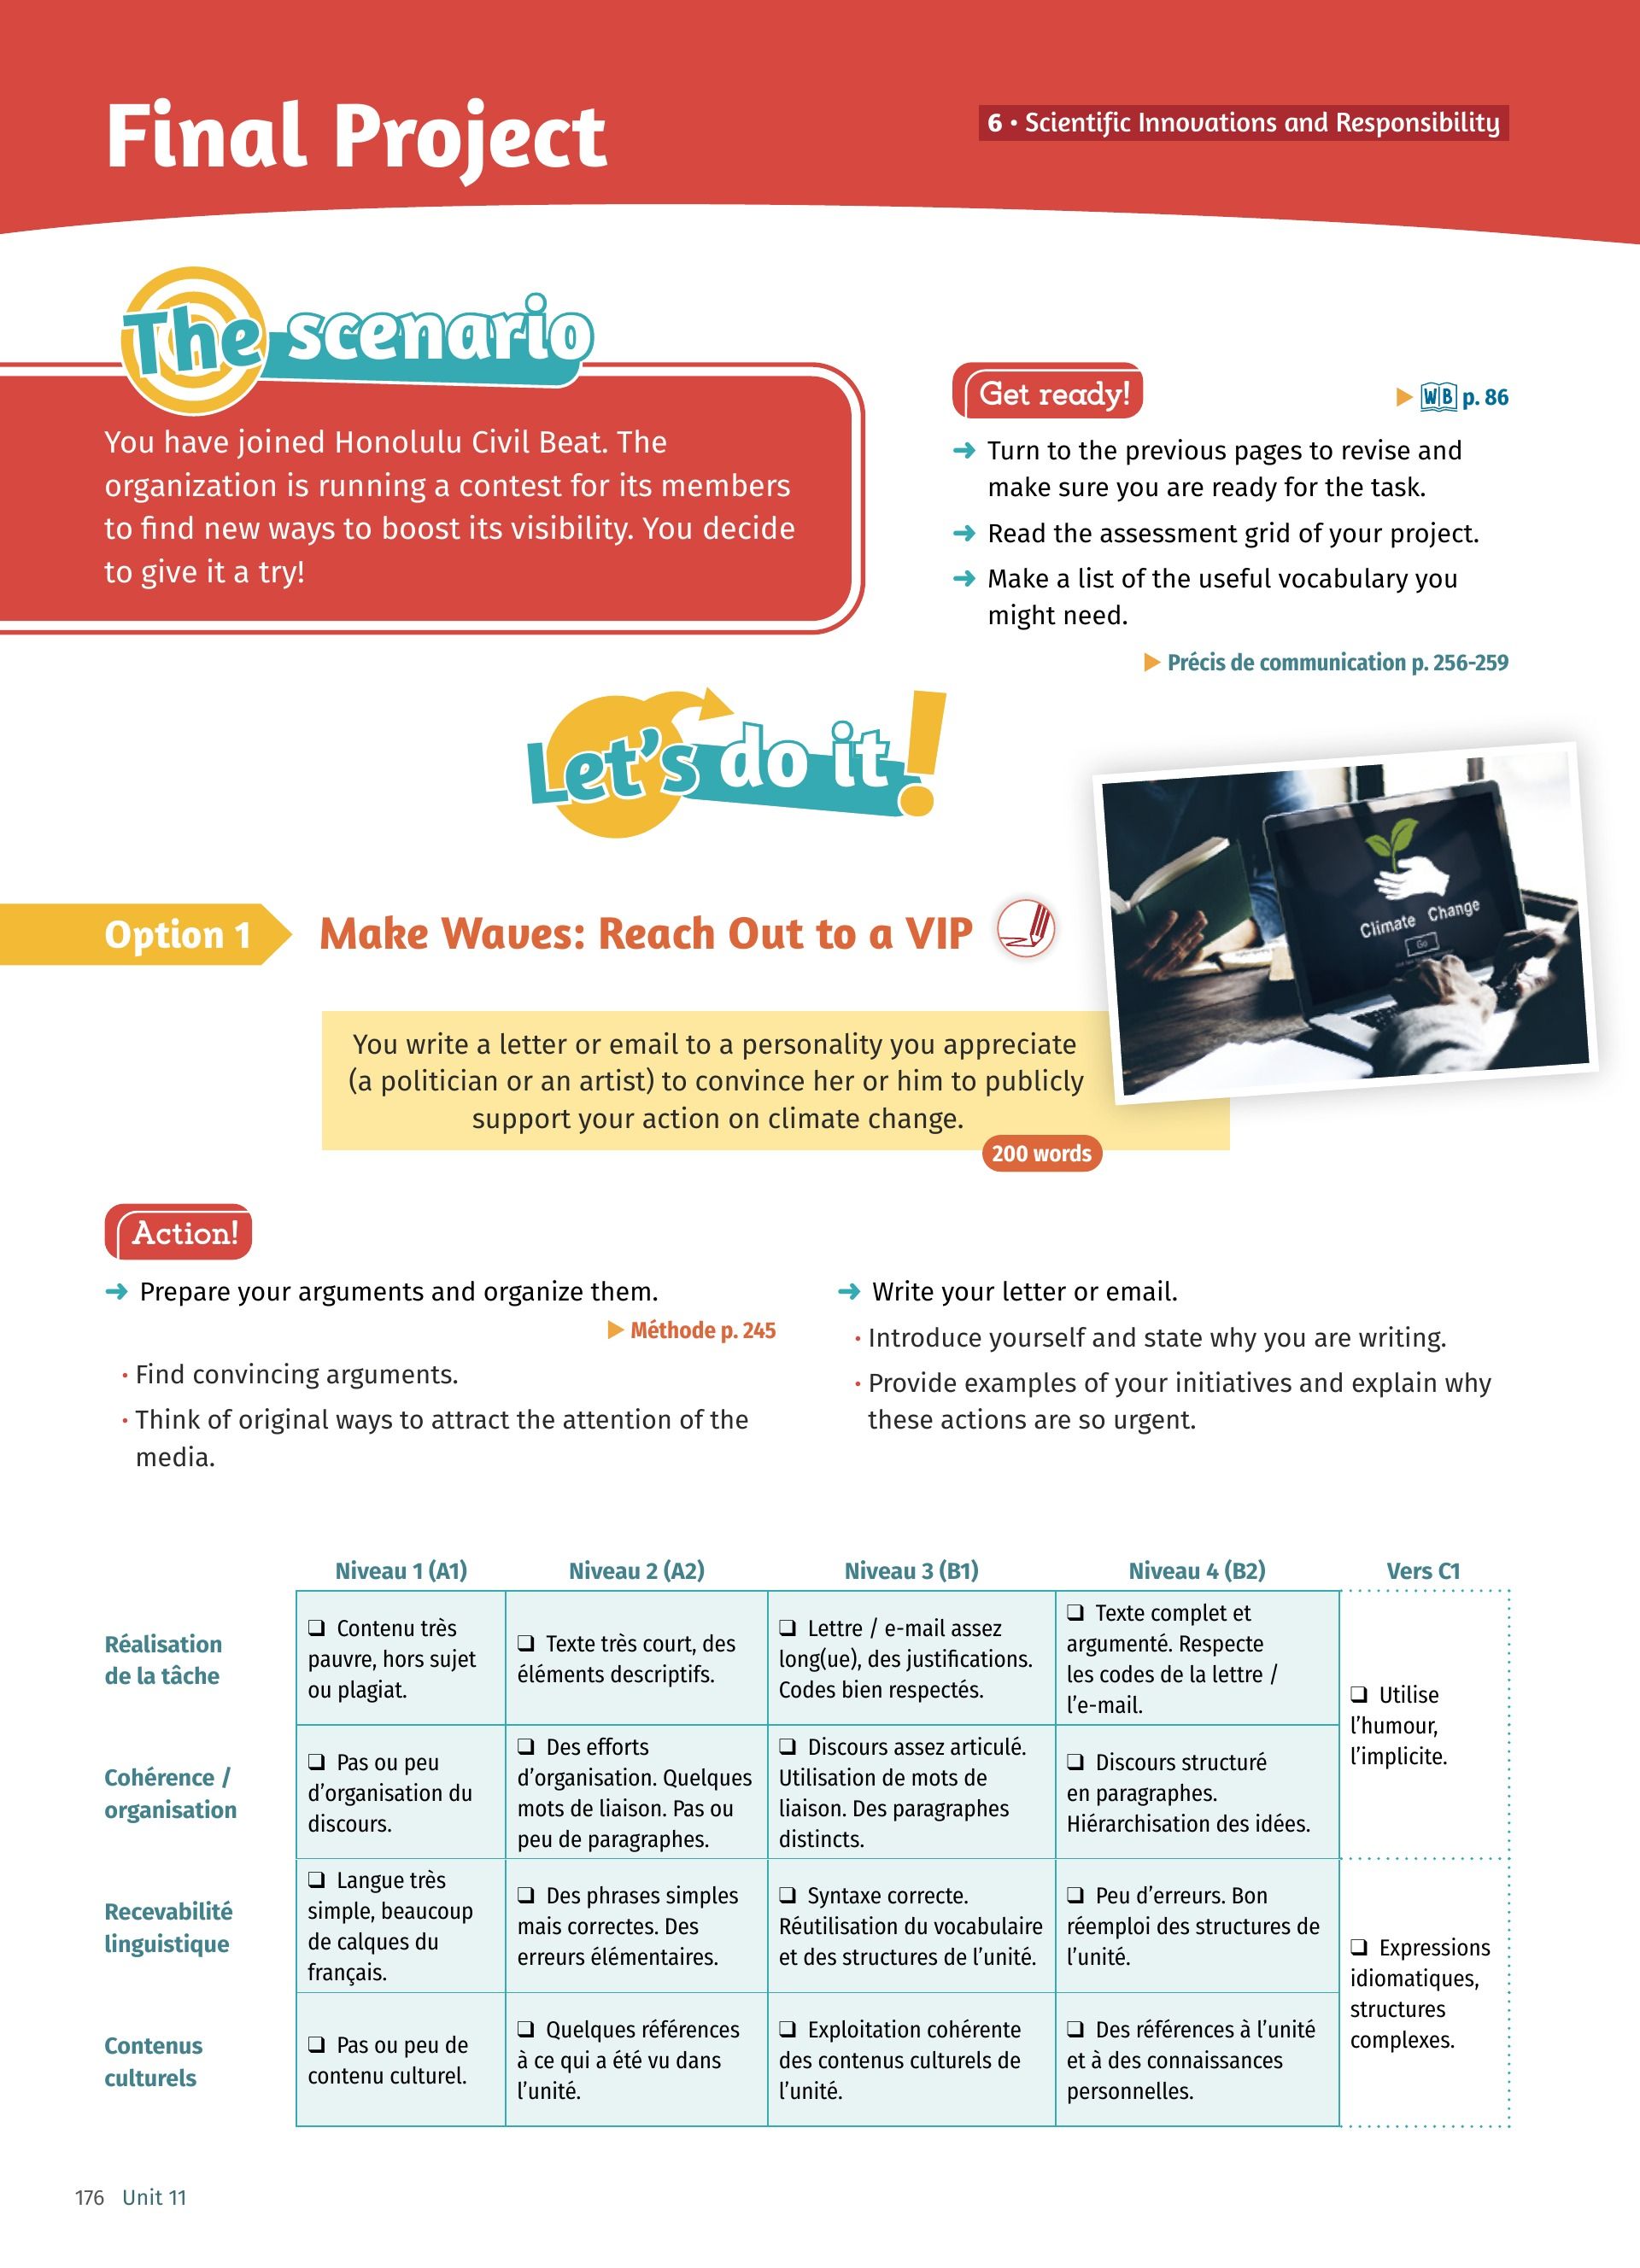 Final Project
6 • Scientific Innovations and Responsibility
The scenario
You have joined Honolulu Civil Beat. The
organization is running a contest for its members
to find new ways to boost its visibility. You decide
to give it a try!
Get ready!
WB p. 86
Turn to the previous pages to revise and
make sure you are ready for the task.
Read the assessment grid of your project.
Make a list of the useful vocabulary you
might need.
Précis de communication p. 256-259
Let's do it!
Climate Change
Go
Option 1
Make Waves: Reach Out to a VIP
You write a letter or email to a personality you appreciate
(a politician or an artist) to convince her or him to publicly
support your action on climate change.
200 words
Action!
Prepare your arguments and organize them.
Méthode p. 245
• Find convincing arguments.
• Think of original ways to attract the attention of the
media.
Write your letter or email.
• Introduce yourself and state why you are writing.
• Provide examples of your initiatives and explain why
these actions are so urgent.
Niveau 1 (A1)
Niveau 2 (A2)
Niveau 3 (B1)
Niveau 4 (B2)
Vers C1
Réalisation
de la tâche
❑ Contenu très
pauvre, hors sujet
ou plagiat.
❑ Texte très court, des
éléments descriptifs.
❑ Lettre / e-mail assez
long(ue), des justifications.
Codes bien respectés.
❑ Texte complet et
argumenté. Respecte
les codes de la lettre /
l'e-mail.
❑ Utilise
l'humour,
l'implicite.
Cohérence /
organisation
❑ Pas ou peu
d'organisation du
discours.
❑ Des efforts
d'organisation. Quelques
mots de liaison. Pas ou
peu de paragraphes.
❑ Discours assez articulé.
Utilisation de mots de
liaison. Des paragraphes
distincts.
❑ Discours structuré
en paragraphes.
Hiérarchisation des idées.
Recevabilité
linguistique
❑ Langue très
simple, beaucoup
de calques du
français.
❑ Des phrases simples
mais correctes. Des
erreurs élémentaires.
❑ Syntaxe correcte.
Réutilisation du vocabulaire
et des structures de l'unité.
❑ Peu d'erreurs. Bon
réemploi des structures de
l'unité.
❑ Expressions
idiomatiques,
structures
complexes.
Contenus
culturels
❑ Pas ou peu de
contenu culturel.
❑ Quelques références
à ce qui a été vu dans
l'unité.
❑ Exploitation cohérente
des contenus culturels de
l'unité.
❑ Des références à l'unité
et à des connaissances
personnelles.
176 Unit 11